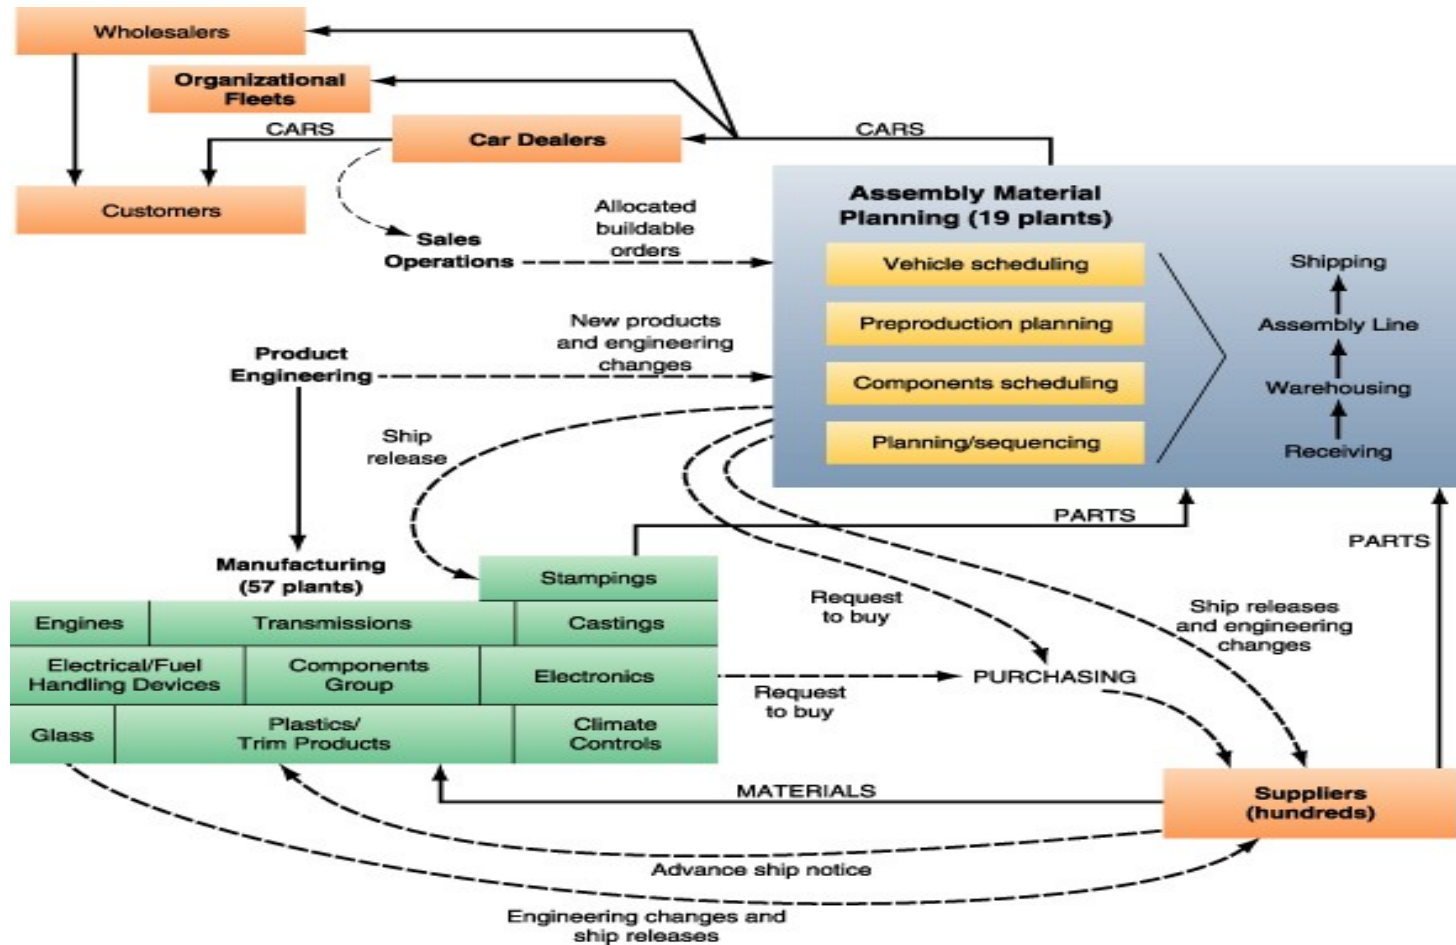 Wholesalers
Organizational
Fleets
CARS
Car Dealers
CARS
Customers
Sales
Operations
Allocated
buildable
orders
Assembly Material
Planning (19 plants)
Vehicle scheduling
Preproduction planning
Components scheduling
Planning/sequencing
Shipping
Assembly Line
Warehousing
Receiving
Product
Engineering
New products
and engineering
changes
Ship
release
PARTS
PARTS
Manufacturing
(57 plants)
Stampings
Engines
Transmissions
Castings
Electrical/Fuel
Handling Devices
Components
Group
Electronics
Glass
Plastics/
Trim Products
Climate
Controls
Request
to buy
Ship releases
and engineering
changes
PURCHASING
Request
to buy
MATERIALS
Suppliers
(hundreds)
Advance ship notice
Engineering changes and
ship releases